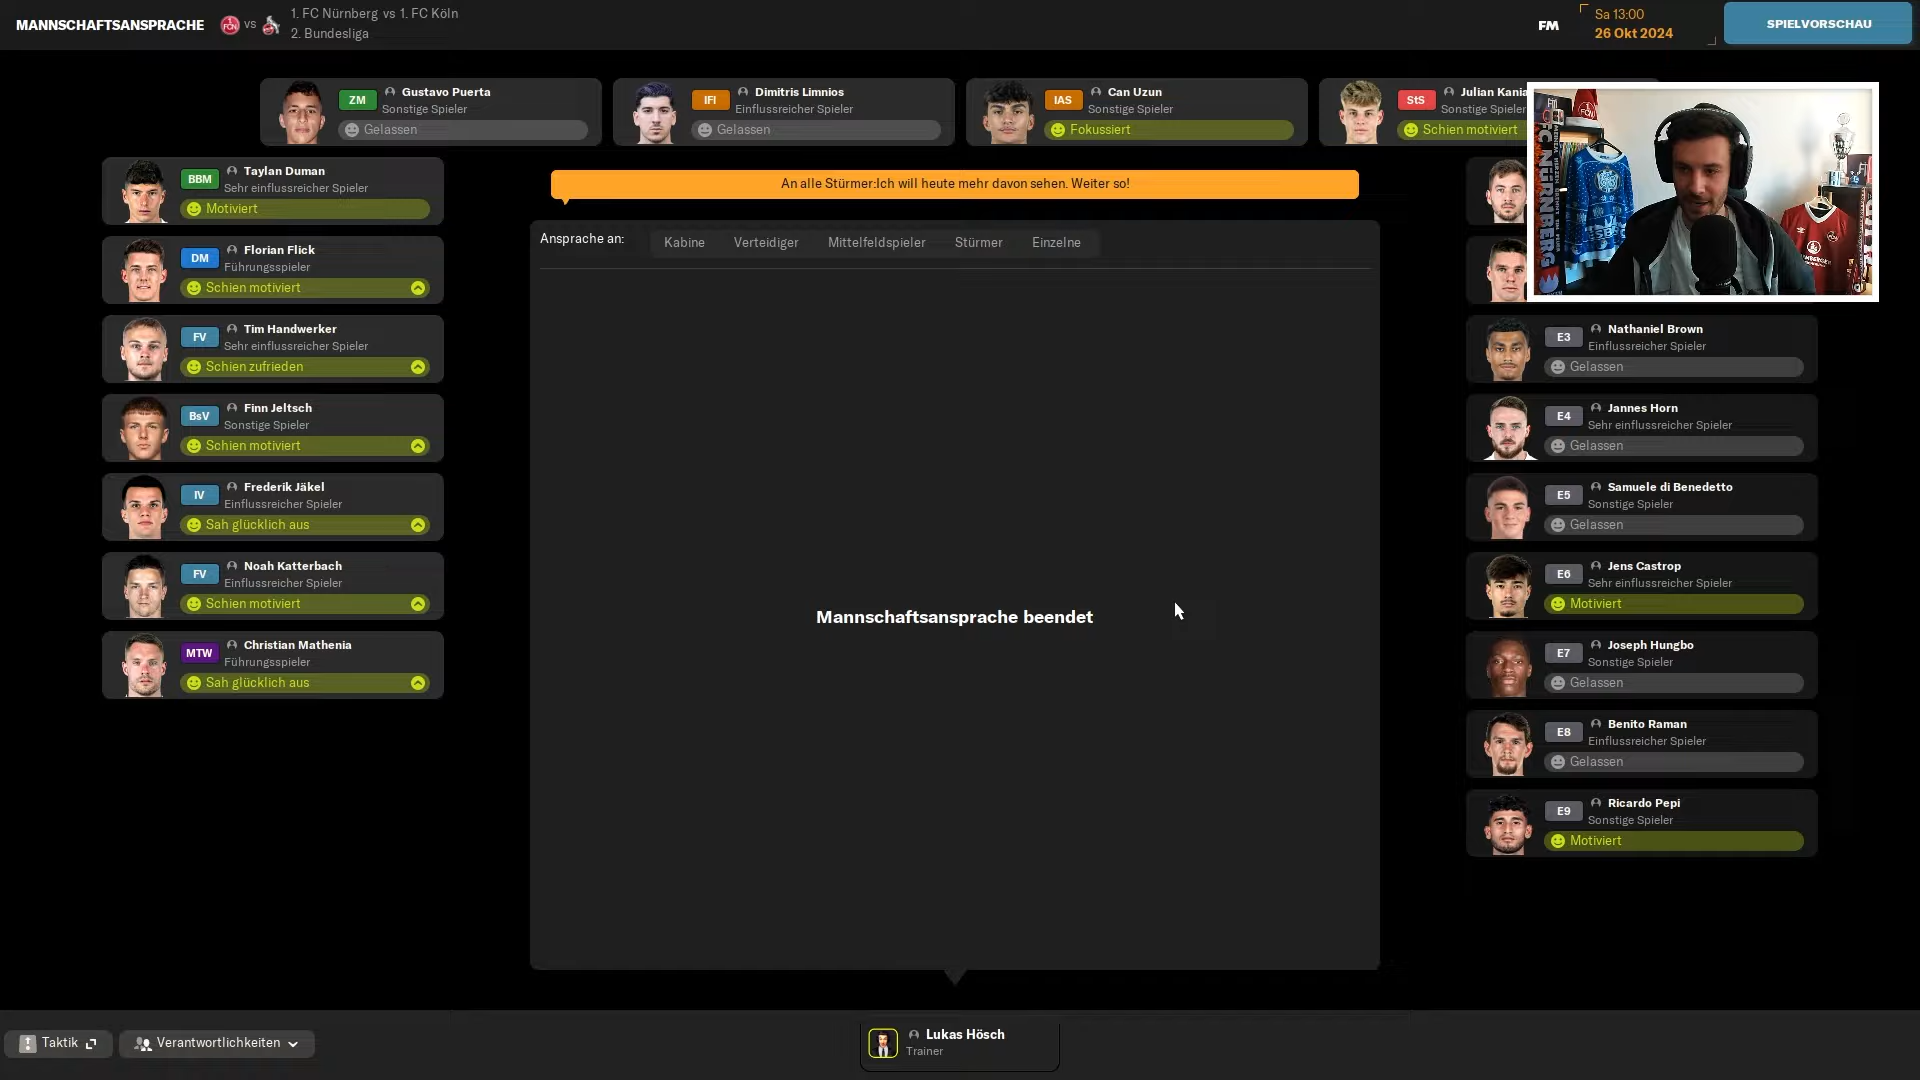 MANNSCHAFTSANSPRACHE
vs
1. FC Nürnberg vs 1. FC Köln
2. Bundesliga
FM
Sa 13:00
26 Okt 2024
SPIELVORSCHAU
ZM
Gustavo Puerta
Sonstige Spieler
Gelassen
IFl
Dimitris Limnios
Einflussreicher Spieler
Gelassen
IAS
Can Uzun
Sonstige Spieler
Fokussiert
StS
Julian Kania
Sonstige Spieler
Schien motiviert
BBM
Taylan Duman
Sehr einflussreicher Spieler
Motiviert
DM
Florian Flick
Führungsspieler
Schien motiviert
FV
Tim Handwerker
Sehr einflussreicher Spieler
Schien zufrieden
BsV
Finn Jeltsch
Sonstige Spieler
Schien motiviert
IV
Frederik Jäkel
Einflussreicher Spieler
Sah glücklich aus
FV
Noah Katterbach
Einflussreicher Spieler
Schien motiviert
MTW
Christian Mathenia
Führungsspieler
Sah glücklich aus
An alle Stürmer:Ich will heute mehr davon sehen. Weiter so!
Ansprache an:
Kabine
Verteidiger
Mittelfeldspieler
Stürmer
Einzelne
Mannschaftsansprache beendet
FC NÜRNBERG
E3
Nathaniel Brown
Einflussreicher Spieler
Gelassen
E4
Jannes Horn
Sehr einflussreicher Spieler
Gelassen
E5
Samuele di Benedetto
Sonstige Spieler
Gelassen
E6
Jens Castrop
Sehr einflussreicher Spieler
Motiviert
E7
Joseph Hungbo
Sonstige Spieler
Gelassen
E8
Benito Raman
Einflussreicher Spieler
Gelassen
E9
Ricardo Pepi
Sonstige Spieler
Motiviert
Taktik
Verantwortlichkeiten
Lukas Hösch
Trainer